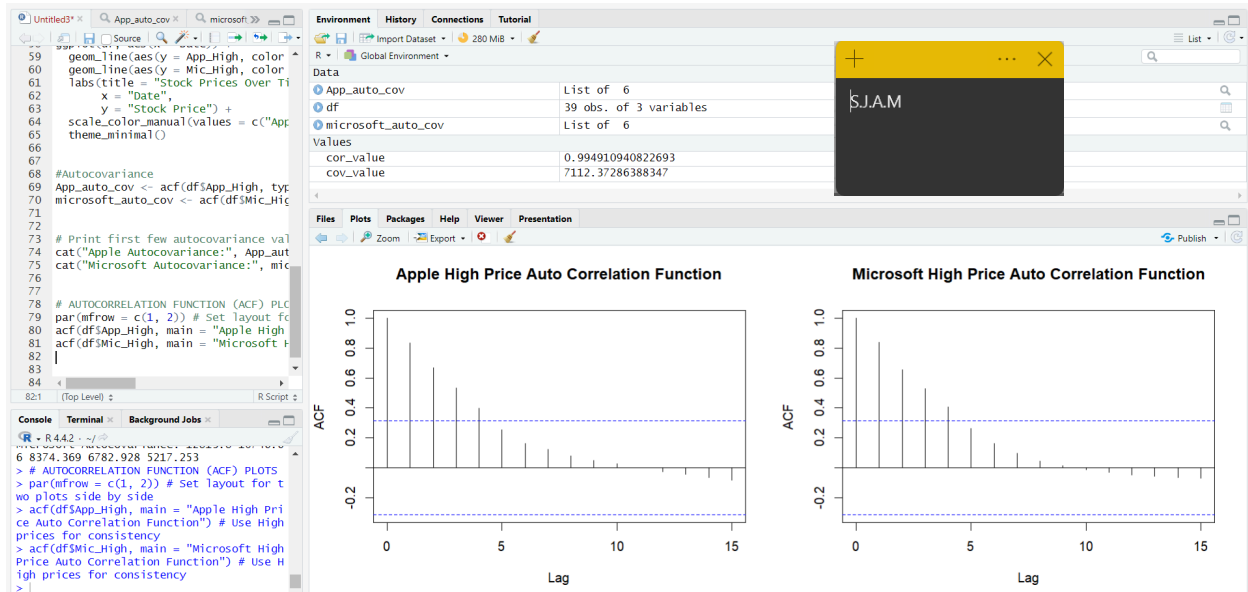 Untitled3*
App_auto_cov
microsoft
Source
59 geom_line(aes(y = App_High, color
60 geom_line(aes(y = Mic_High, color
61 labs(title = "Stock Prices Over Ti
62 x = "Date",
63 y = "Stock Price") +
64 scale_color_manual(values = c("App
65 theme_minimal()
66
67
68 #Autocovariance
69 App_auto_cov <- acf(df$App_High, typ
70 microsoft_auto_cov <- acf(df$Mic_Hig
71
72
73 # Print first few autocovariance val
74 cat("Apple Autocovariance:", App_aut
75 cat("Microsoft Autocovariance:", mic
76
77
78 # AUTOCORRELATION FUNCTION (ACF) PLO
79 par(mfrow = c(1, 2)) # Set layout fo
80 acf(df$App_High, main = "Apple High
81 acf(df$Mic_High, main = "Microsoft H
82
83
84
82:1 (Top Level) R Script
Console Terminal Background Jobs
R 4.4.2 · ~/
6 8374.369 6782.928 5217.253
> # AUTOCORRELATION FUNCTION (ACF) PLOTS
> par(mfrow = c(1, 2)) # Set layout for t
wo plots side by side
> acf(df$App_High, main = "Apple High Pri
ce Auto Correlation Function") # Use High
prices for consistency
> acf(df$Mic_High, main = "Microsoft High
Price Auto Correlation Function") # Use H
igh prices for consistency
>
Environment History Connections Tutorial
Import Dataset 280 MiB List
R Global Environment
Data
App_auto_cov List of 6
df 39 obs. of 3 variables
microsoft_auto_cov List of 6
Values
cor_value 0.994910940822693
cov_value 7112.37286388347
S.J.A.M
Files Plots Packages Help Viewer Presentation
Zoom Export Publish
Apple High Price Auto Correlation Function
ACF
1.0
0.8
0.6
0.4
0.2
-0.2
0 5 10 15
Lag
Microsoft High Price Auto Correlation Function
ACF
1.0
0.8
0.6
0.4
0.2
-0.2
0 5 10 15
Lag